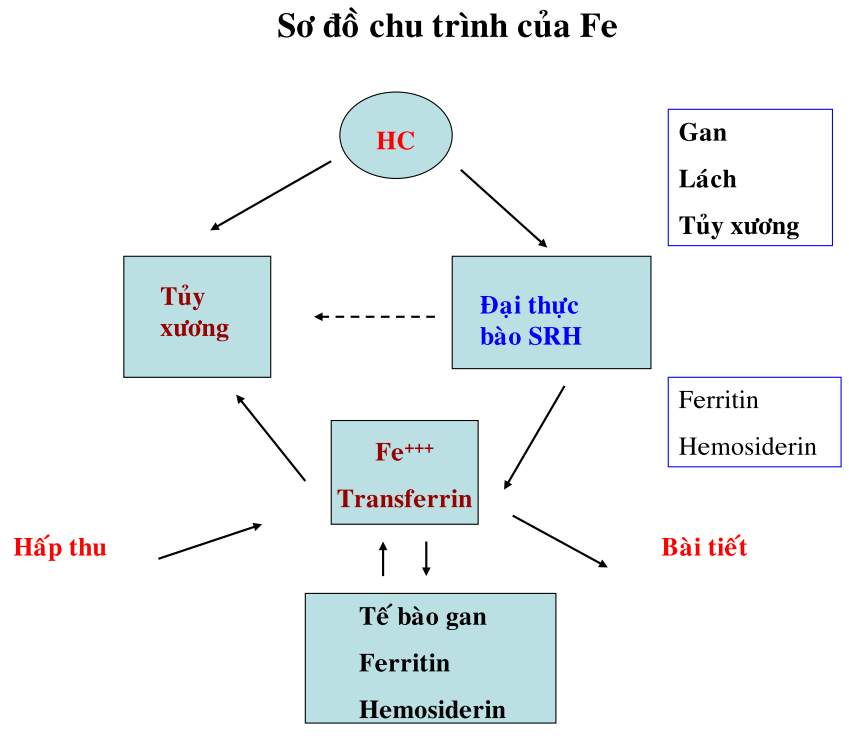 Sơ đồ chu trình của Fe
HC
Gan
Lách
Tủy xương
Tủy
xương
Đại thực
bào SRH
Ferritin
Hemosiderin
Fe+++
Transferrin
Hấp thu
Bài tiết
Tế bào gan
Ferritin
Hemosiderin